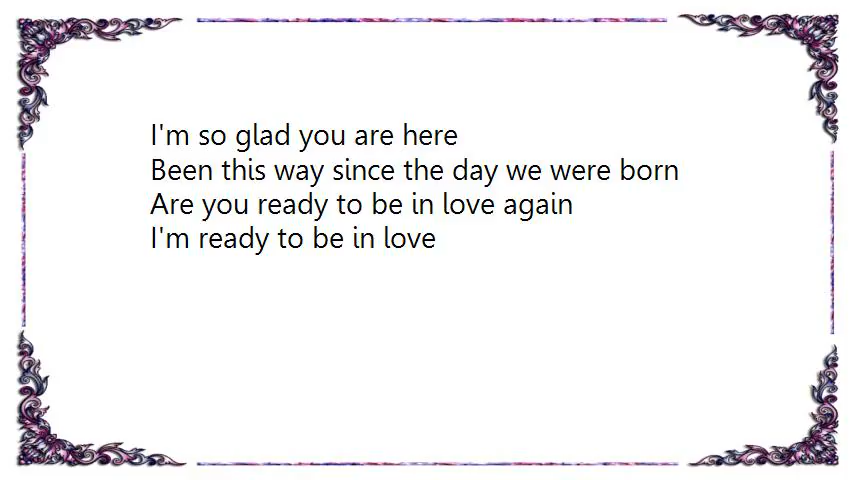 I'm so glad you are here
Been this way since the day we were born
Are you ready to be in love again
I'm ready to be in love